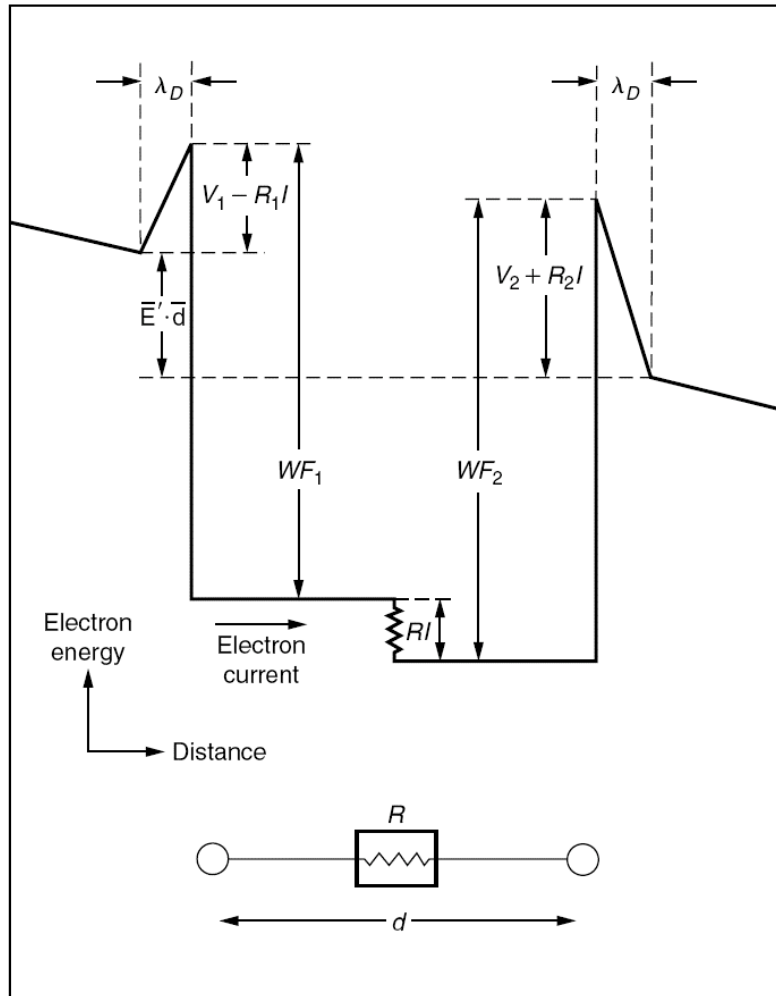 λ_D
λ_D
V₁ − R₁I
V₂ + R₂I
E̅′·d̅
WF₁
WF₂
Electron
energy
Electron
current
RI
Distance
R
d